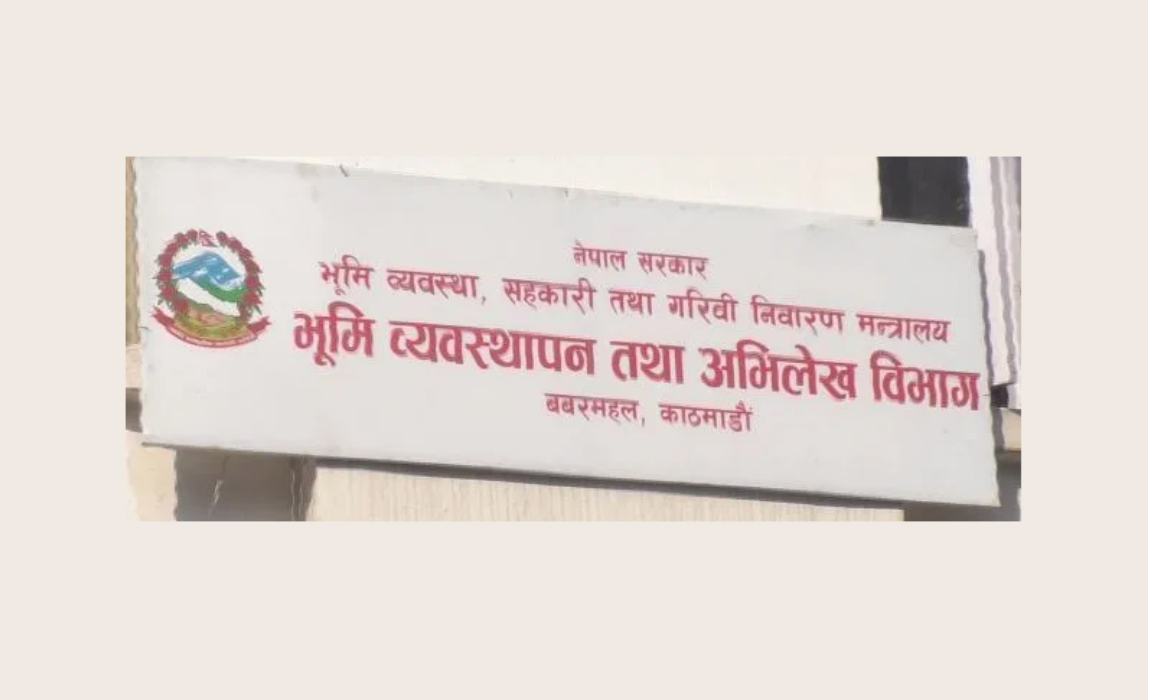 नेपाल सरकार
भूमि व्यवस्था, सहकारी तथा गरिवी निवारण मन्त्रालय
भूमि व्यवस्थापन तथा अभिलेख विभाग
बबरमहल, काठमाडौं